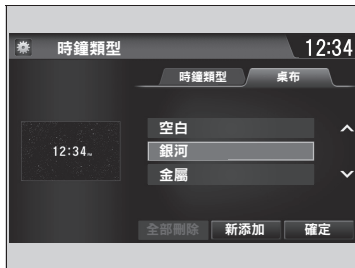 時鐘類型 12:34
時鐘類型 桌布
空白
銀河
12:34
金屬
全部刪除 新添加 確定